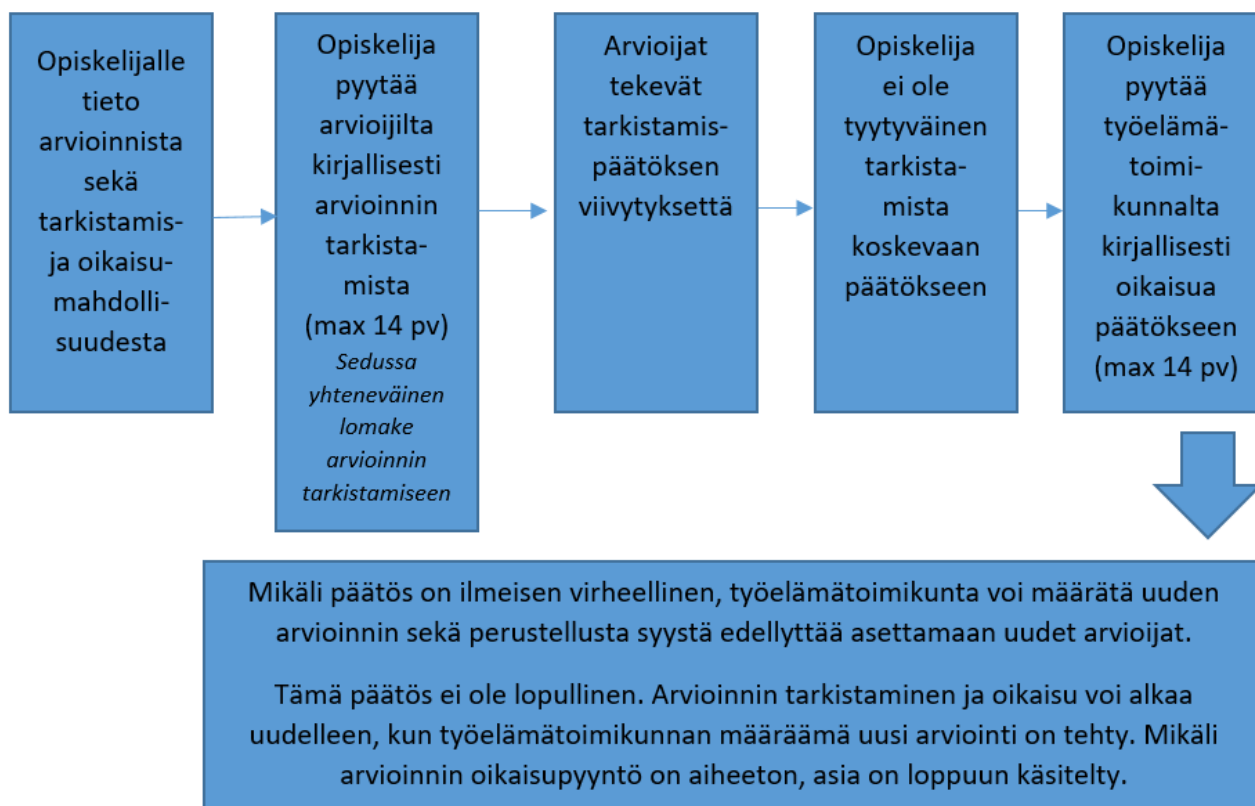 Opiskelijalle
tieto
arvioinnista
sekä
tarkistamis-
ja oikaisu-
mahdolli-
suudesta
Opiskelija
pyytää
arvioijilta
kirjallisesti
arvioinnin
tarkista-
mista
(max 14 pv)
Sedussa
yhteneväinen
lomake
arvioinnin
tarkistamiseen
Arvioijat
tekevät
tarkistamis-
päätöksen
viivytyksettä
Opiskelija
ei ole
tyytyväinen
tarkista-
mista
koskevaan
päätökseen
Opiskelija
pyytää
työelämä-
toimi-
kunnalta
kirjallisesti
oikaisua
päätökseen
(max 14 pv)
Mikäli päätös on ilmeisen virheellinen, työelämätoimikunta voi määrätä uuden
arvioinnin sekä perustellusta syystä edellyttää asettamaan uudet arvioijat.
Tämä päätös ei ole lopullinen. Arvioinnin tarkistaminen ja oikaisu voi alkaa
uudelleen, kun työelämätoimikunnan määräämä uusi arviointi on tehty. Mikäli
arvioinnin oikaisupyyntö on aiheeton, asia on loppuun käsitelty.